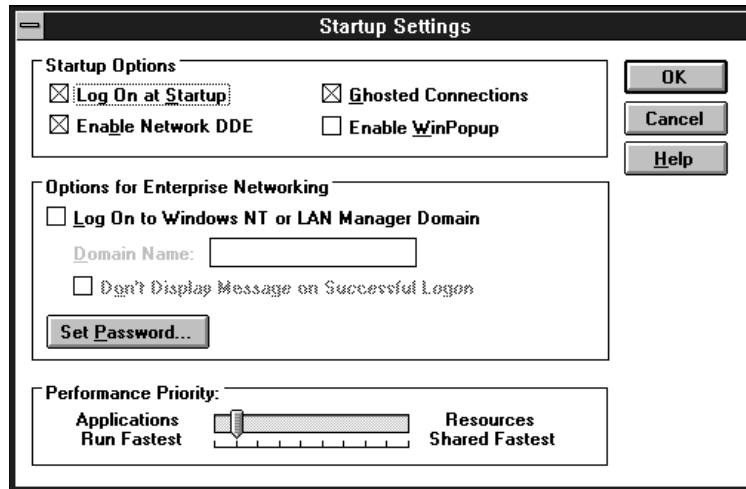 Startup Settings
Startup Options
Log On at Startup
Ghosted Connections
Enable Network DDE
Enable WinPopup
OK
Cancel
Help
Options for Enterprise Networking
Log On to Windows NT or LAN Manager Domain
Domain Name:
Don't Display Message on Successful Logon
Set Password...
Performance Priority:
Applications
Run Fastest
Resources
Shared Fastest